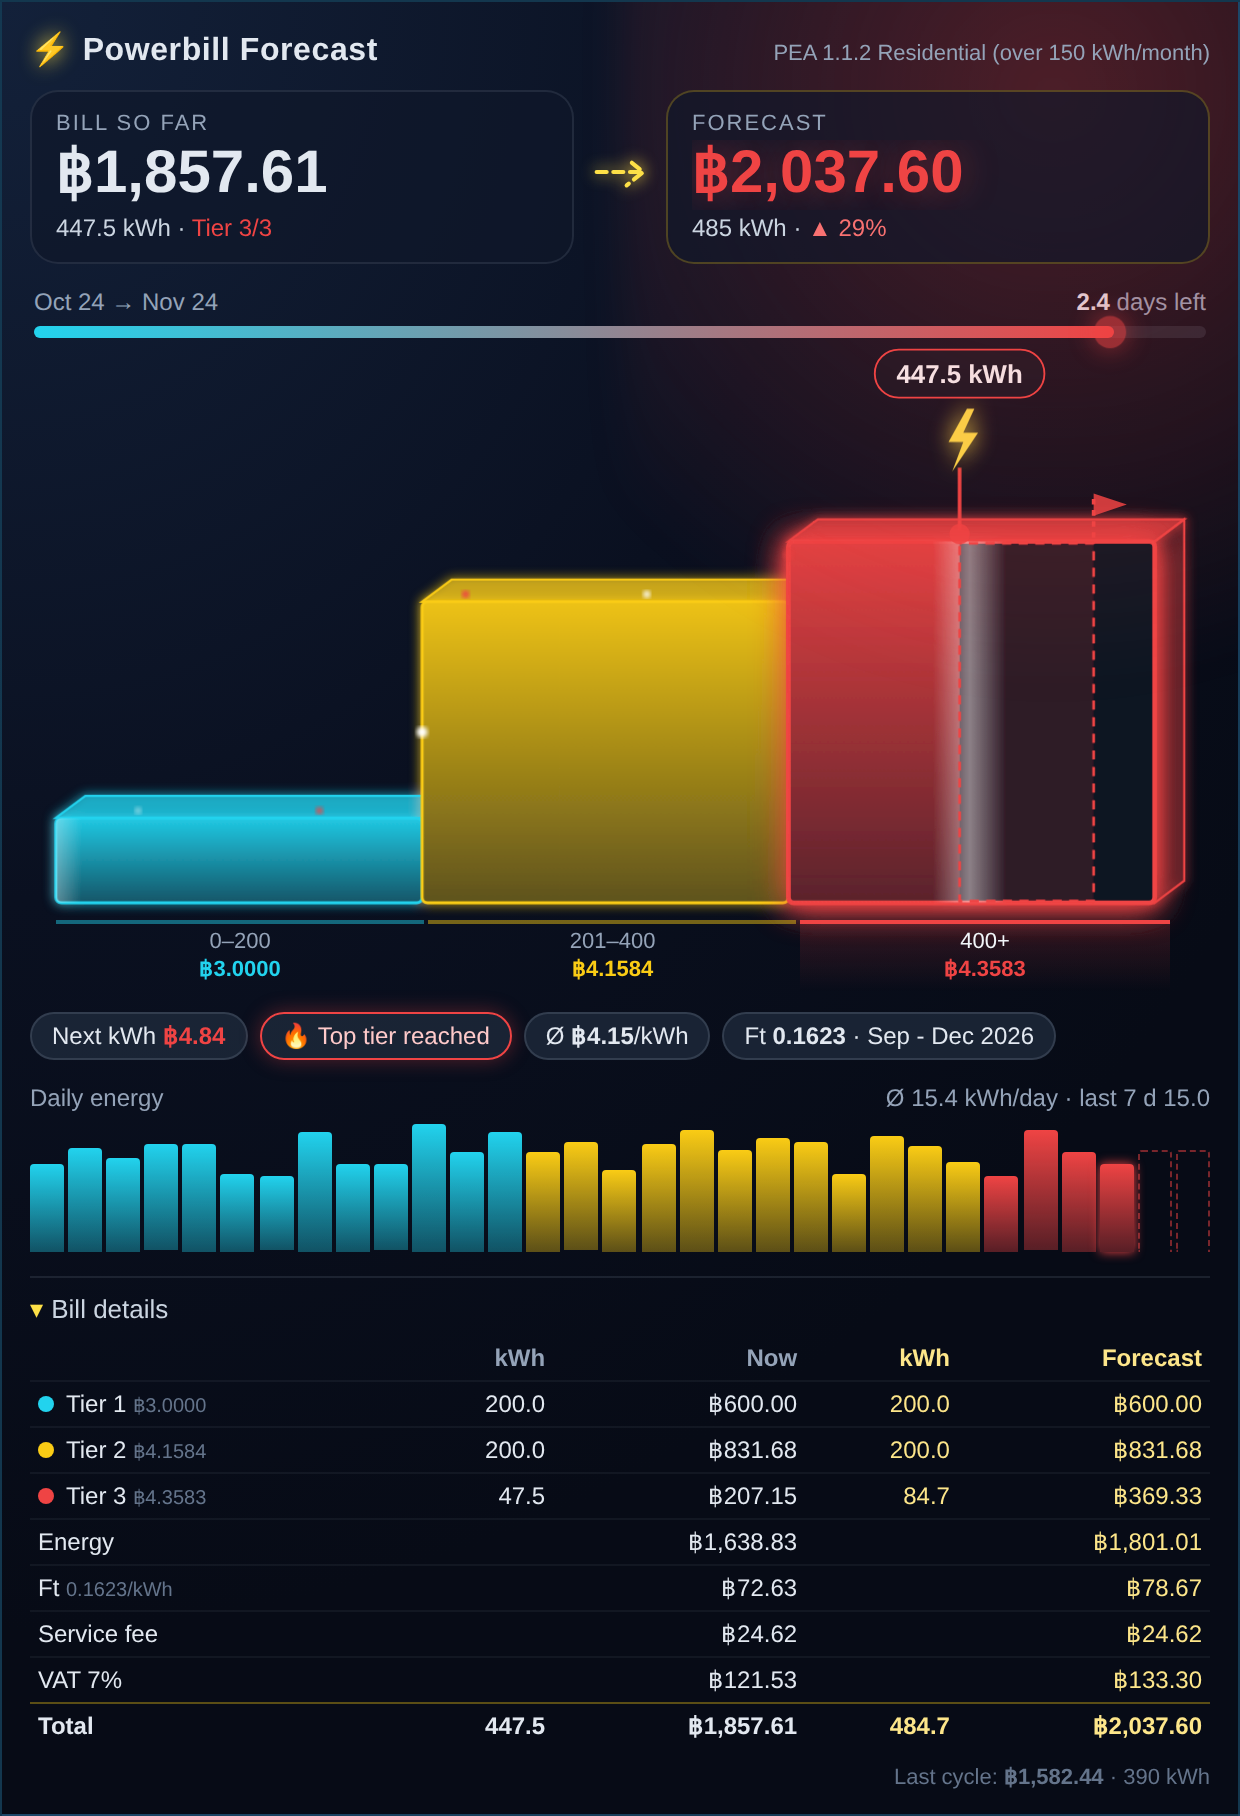 ⚡ Powerbill Forecast
PEA 1.1.2 Residential (over 150 kWh/month)
BILL SO FAR
฿1,857.61
447.5 kWh · Tier 3/3
FORECAST
฿2,037.60
485 kWh · ▲ 29%
Oct 24 → Nov 24
2.4 days left
447.5 kWh
0–200
฿3.0000
201–400
฿4.1584
400+
฿4.3583
Next kWh ฿4.84
🔥 Top tier reached
Ø ฿4.15/kWh
Ft 0.1623 · Sep - Dec 2026
Daily energy
Ø 15.4 kWh/day · last 7 d 15.0
▾ Bill details
kWh Now kWh Forecast
Tier 1 ฿3.0000 200.0 ฿600.00 200.0 ฿600.00
Tier 2 ฿4.1584 200.0 ฿831.68 200.0 ฿831.68
Tier 3 ฿4.3583 47.5 ฿207.15 84.7 ฿369.33
Energy ฿1,638.83 ฿1,801.01
Ft 0.1623/kWh ฿72.63 ฿78.67
Service fee ฿24.62 ฿24.62
VAT 7% ฿121.53 ฿133.30
Total 447.5 ฿1,857.61 484.7 ฿2,037.60
Last cycle: ฿1,582.44 · 390 kWh